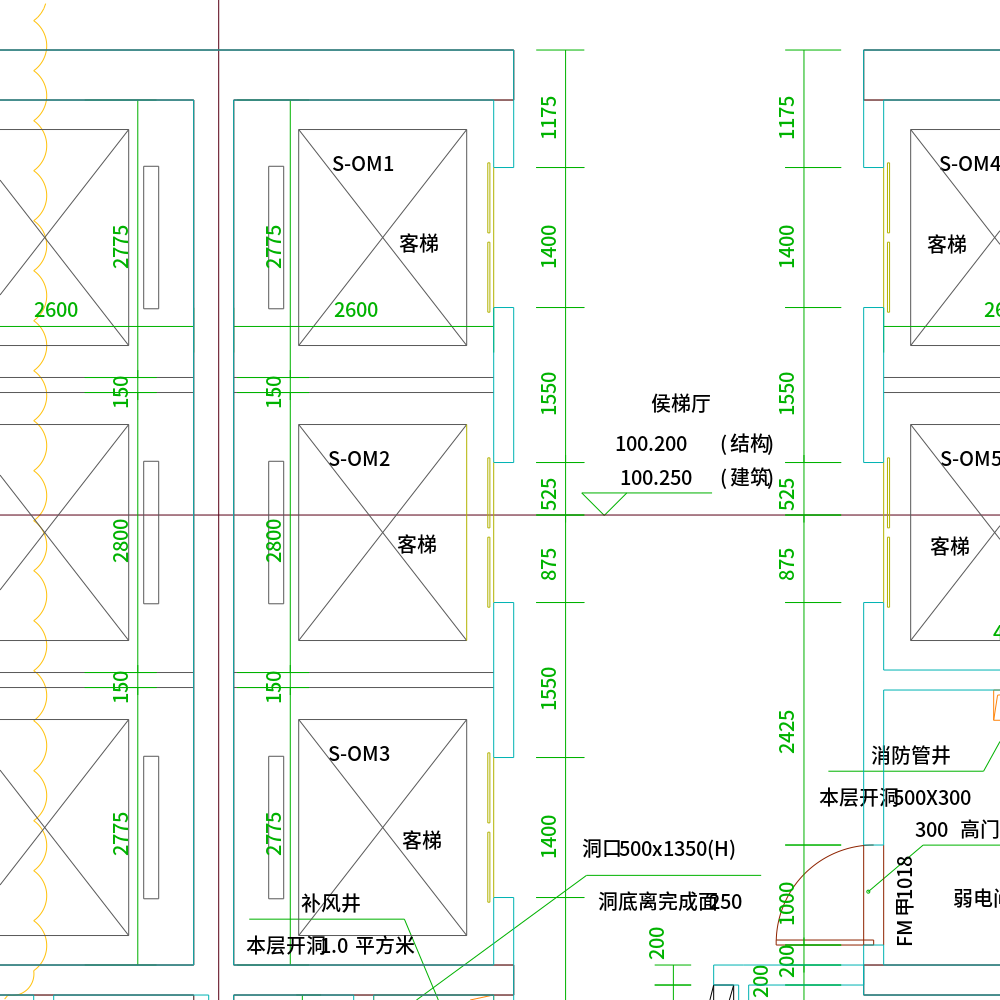 1175
1175
S-OM1
S-OM4
2775
2775
客梯
1400
1400
客梯
2600
2600
150
150
1550
侯梯厅
1550
100.200 (结构)
S-OM2
100.250 (建筑)
S-OM5
525
525
2800
2800
客梯
875
875
客梯
150
150
1550
2425
S-OM3
消防管井
本层开洞500X300
300 高门
2775
2775
客梯
1400
洞口500x1350(H)
补风井
洞底离完成面250
1000
FM甲1018
弱电间
本层开洞1.0 平方米
200
200
200